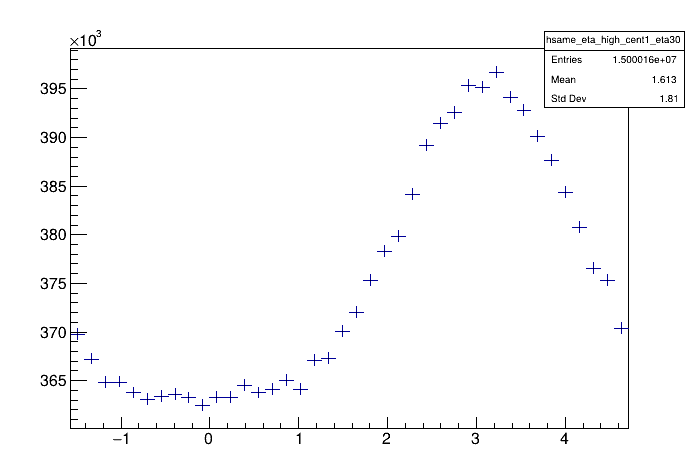 ×10³
hsame_eta_high_cent1_eta30
Entries 1.500016e+07
Mean 1.613
Std Dev 1.81
395
390
385
380
375
370
365
−1 0 1 2 3 4